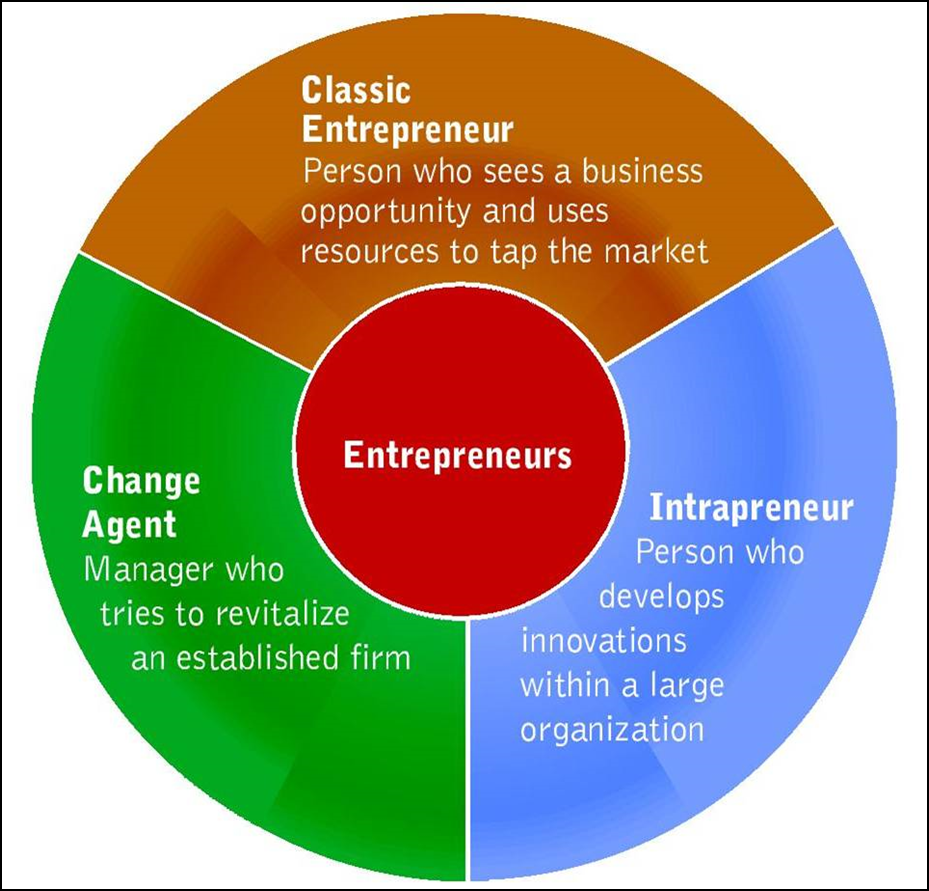 Classic
Entrepreneur
Person who sees a business
opportunity and uses
resources to tap the market
Entrepreneurs
Change
Agent
Manager who
tries to revitalize
an established firm
Intrapreneur
Person who
develops
innovations
within a large
organization